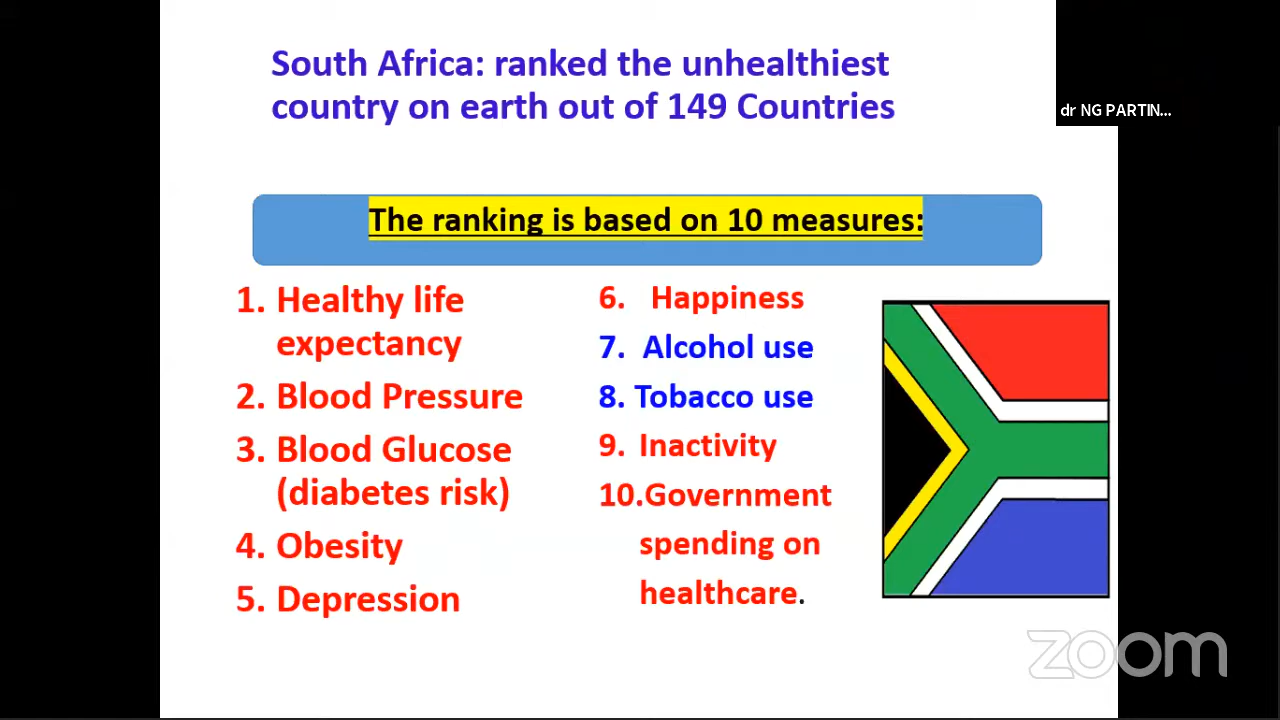 South Africa: ranked the unhealthiest
country on earth out of 149 Countries
dr NG PARTIN...
The ranking is based on 10 measures:
1. Healthy life
expectancy
2. Blood Pressure
3. Blood Glucose
(diabetes risk)
4. Obesity
5. Depression
6. Happiness
7. Alcohol use
8. Tobacco use
9. Inactivity
10.Government
spending on
healthcare.
zoom